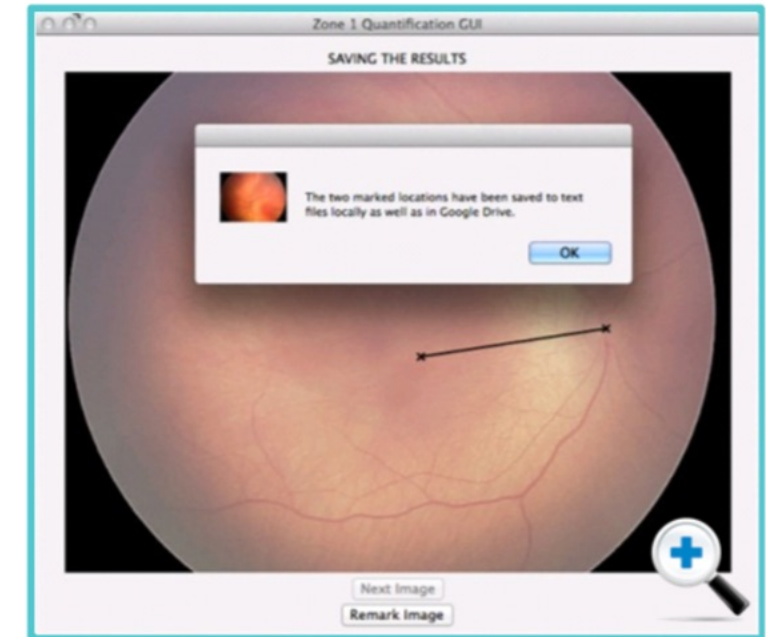 Zone 1 Quantification GUI
SAVING THE RESULTS
The two marked locations have been saved to text
files locally as well as in Google Drive.
OK
Next Image
Remark Image